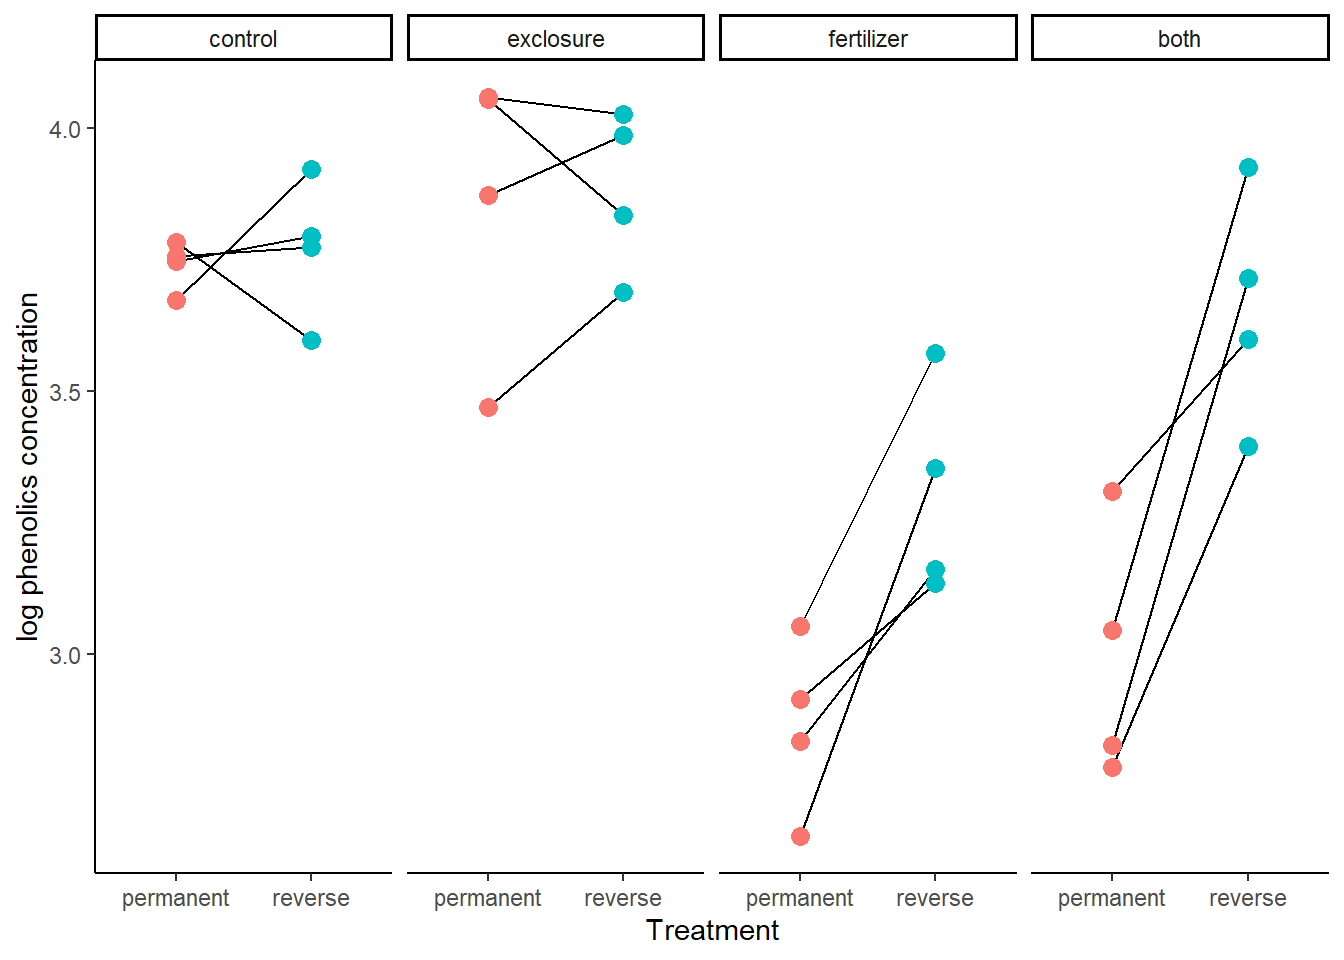 control exclosure fertilizer both
4.0
3.5
3.0
log phenolics concentration
permanent reverse permanent reverse permanent reverse permanent reverse
Treatment